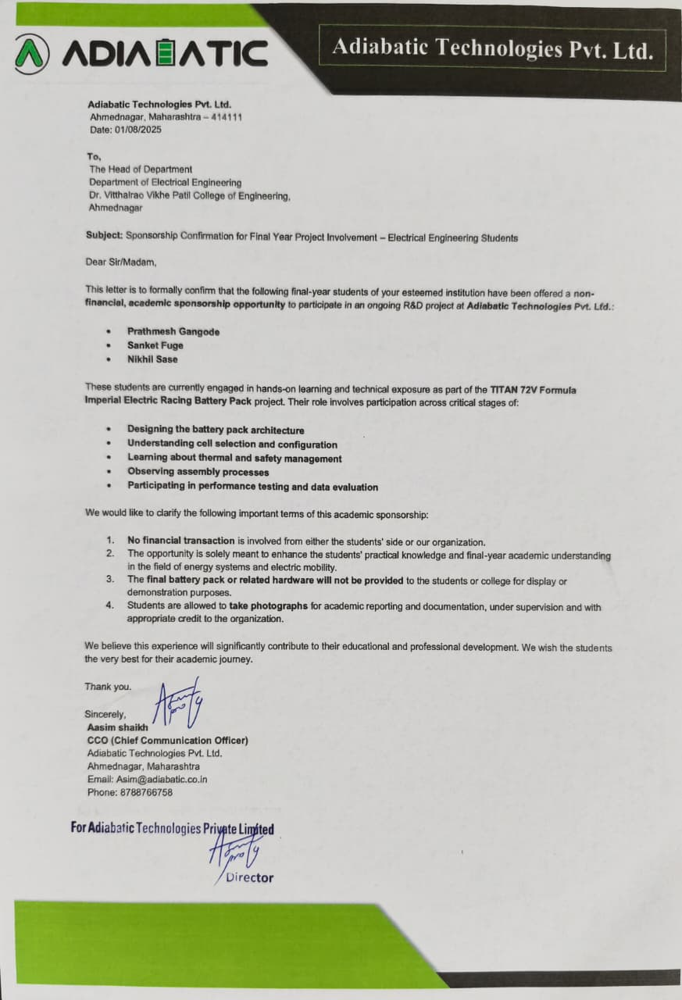 ADIABATIC
Adiabatic Technologies Pvt. Ltd.
Adiabatic Technologies Pvt. Ltd.
Ahmednagar, Maharashtra – 414111
Date: 01/08/2025
To,
The Head of Department
Department of Electrical Engineering
Dr. Vitthalrao Vikhe Patil College of Engineering,
Ahmednagar
Subject: Sponsorship Confirmation for Final Year Project Involvement – Electrical Engineering Students
Dear Sir/Madam,
This letter is to formally confirm that the following final-year students of your esteemed institution have been offered a non-
financial, academic sponsorship opportunity to participate in an ongoing R&D project at Adiabatic Technologies Pvt. Ltd.:
• Prathmesh Gangode
• Sanket Fuge
• Nikhil Sase
These students are currently engaged in hands-on learning and technical exposure as part of the TITAN 72V Formula
Imperial Electric Racing Battery Pack project. Their role involves participation across critical stages of:
• Designing the battery pack architecture
• Understanding cell selection and configuration
• Learning about thermal and safety management
• Observing assembly processes
• Participating in performance testing and data evaluation
We would like to clarify the following important terms of this academic sponsorship:
1. No financial transaction is involved from either the students' side or our organization.
2. The opportunity is solely meant to enhance the students' practical knowledge and final-year academic understanding
in the field of energy systems and electric mobility.
3. The final battery pack or related hardware will not be provided to the students or college for display or
demonstration purposes.
4. Students are allowed to take photographs for academic reporting and documentation, under supervision and with
appropriate credit to the organization.
We believe this experience will significantly contribute to their educational and professional development. We wish the students
the very best for their academic journey.
Thank you.
Sincerely,
Aasim shaikh
CCO (Chief Communication Officer)
Adiabatic Technologies Pvt. Ltd.
Ahmednagar, Maharashtra
Email: Asim@adiabatic.co.in
Phone: 8788766758
For Adiabatic Technologies Private Limited
Director